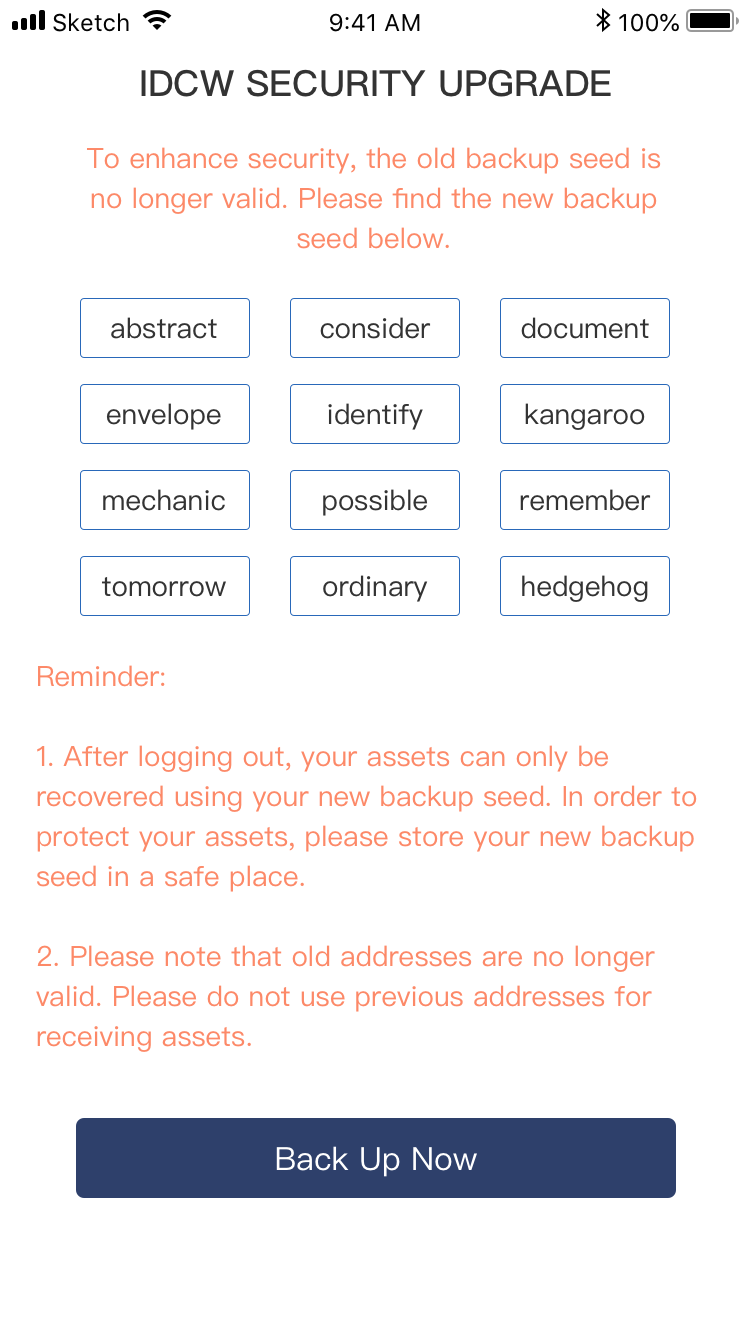 Sketch 9:41 AM 100%
IDCW SECURITY UPGRADE
To enhance security, the old backup seed is
no longer valid. Please find the new backup
seed below.
abstract consider document
envelope identify kangaroo
mechanic possible remember
tomorrow ordinary hedgehog
Reminder:
1. After logging out, your assets can only be
recovered using your new backup seed. In order to
protect your assets, please store your new backup
seed in a safe place.
2. Please note that old addresses are no longer
valid. Please do not use previous addresses for
receiving assets.
Back Up Now